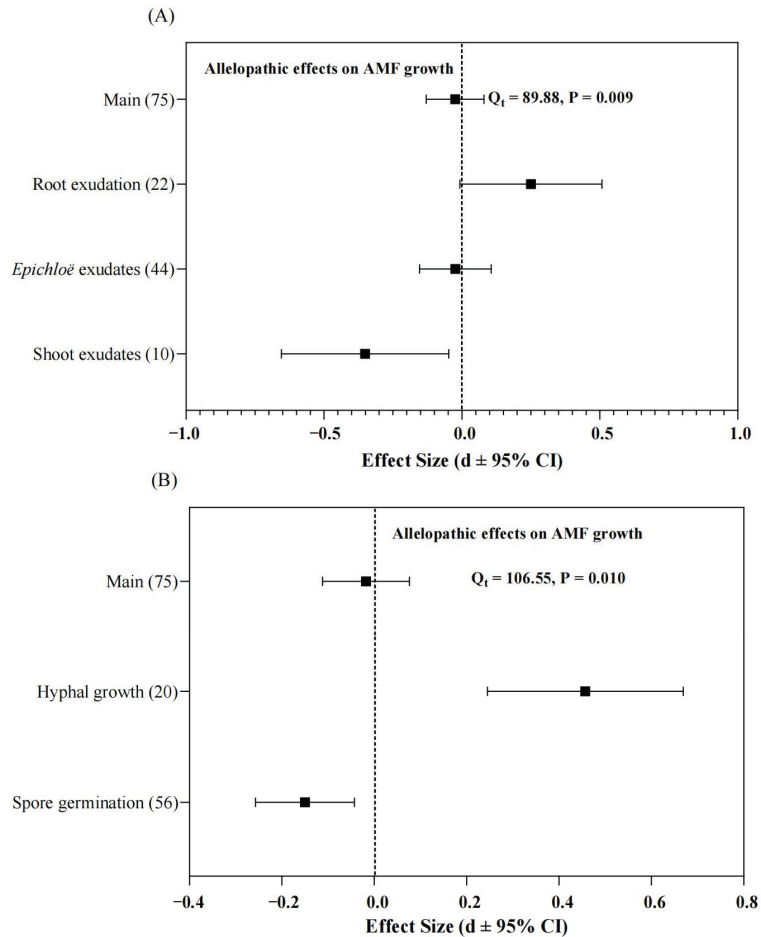 (A)
Allelopathic effects on AMF growth
Main (75)
Q_t = 89.88, P = 0.009
Root exudation (22)
Epichloë exudates (44)
Shoot exudates (10)
−1.0 −0.5 0.0 0.5 1.0
Effect Size (d ± 95% CI)
(B)
Allelopathic effects on AMF growth
Main (75)
Q_t = 106.55, P = 0.010
Hyphal growth (20)
Spore germination (56)
−0.4 −0.2 0.0 0.2 0.4 0.6 0.8
Effect Size (d ± 95% CI)